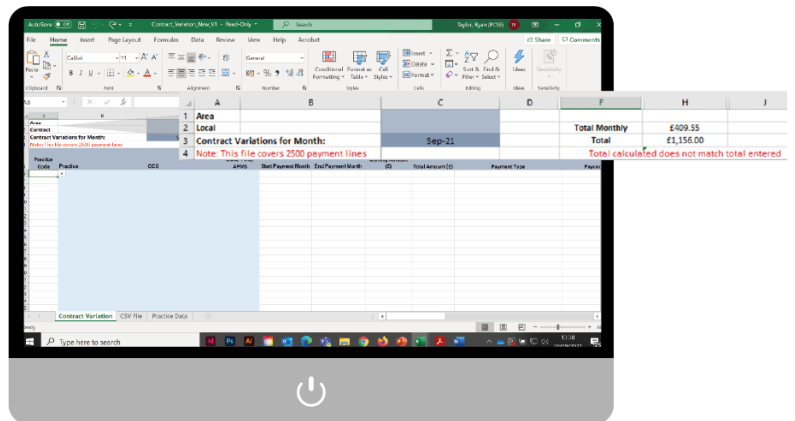 AutoSave Off Contract_Variation_New_V1 - Read-Only Search Taylor, Ryan (PCSE)
File Home Insert Page Layout Formulas Data Review View Help Acrobat Share Comments
Paste Calibri 11 General Conditional Formatting Format as Table Cell Styles Insert Delete Format Sort & Filter Find & Select Ideas Sensitivity
Clipboard Font Alignment Number Styles Cells Editing Ideas Sensitivity
A B C D F H J
1 Area
2 Local Total Monthly £409.55
3 Contract Variations for Month: Sep-21 Total £1,156.00
4 Note: This file covers 2500 payment lines Total calculated does not match total entered
Area
Contract
Contract Variations for Month:
Note: This file covers 2500 payment lines
Practice Code Practice CCG APMS Start Payment Month End Payment Month (£) Total Amount (£) Payment Type
Contract Variation CSV File Practice Data
Type here to search